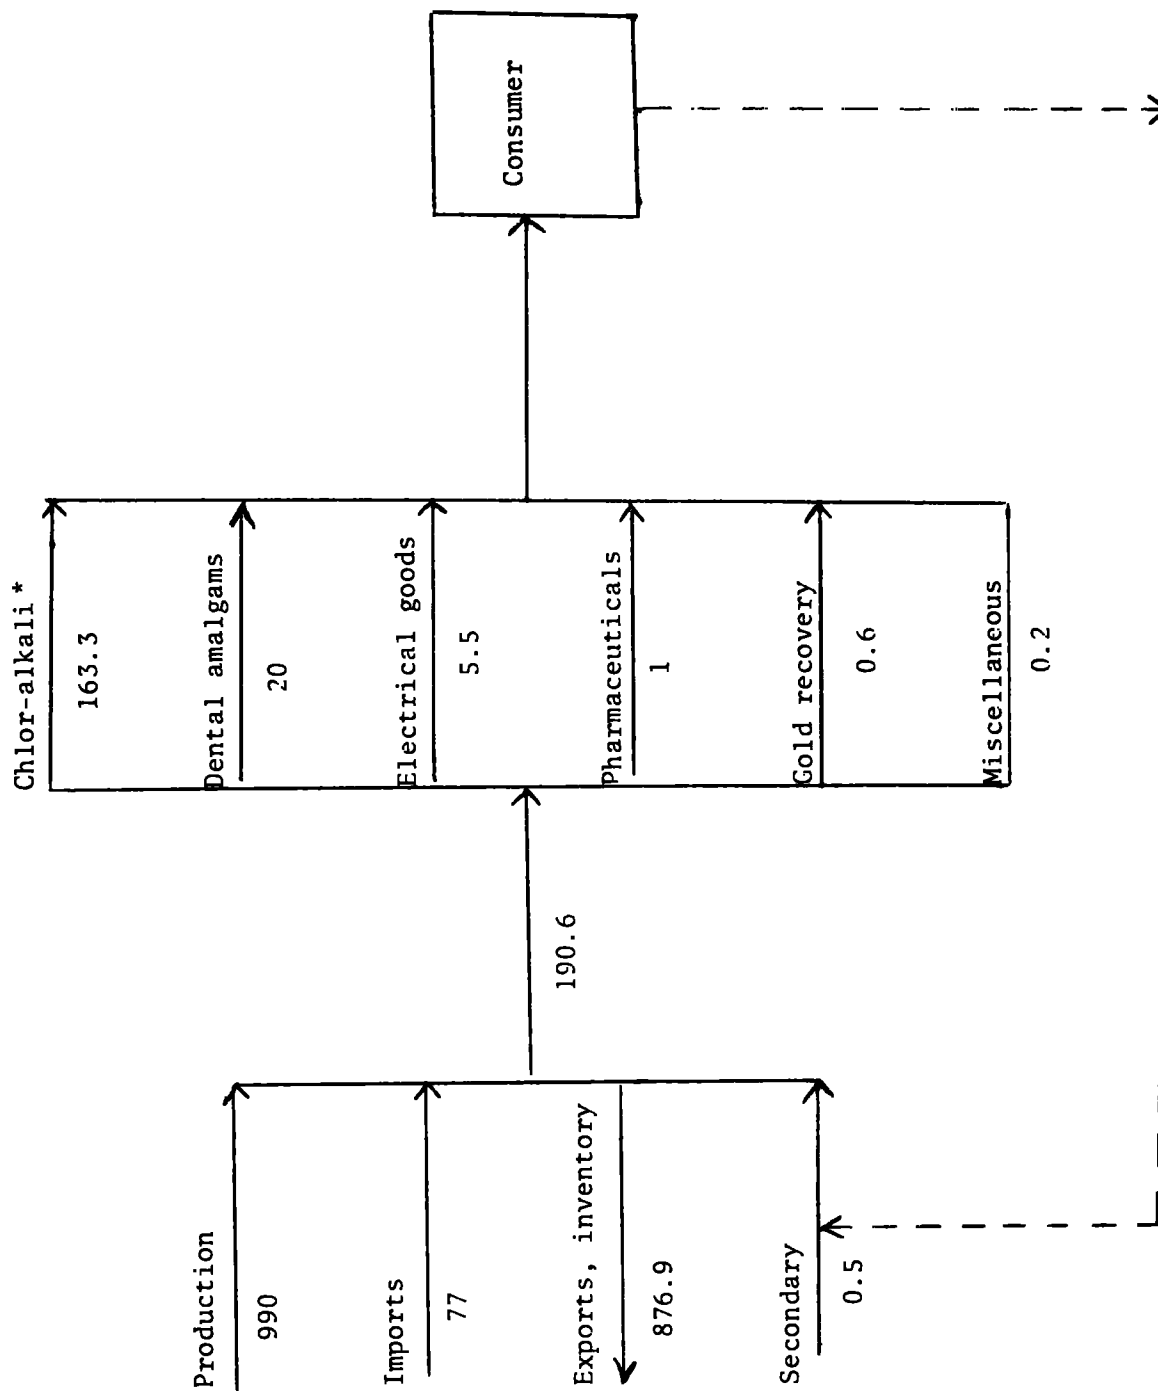 Production
990
Imports
77
Exports, inventory
876.9
Secondary
0.5
190.6
Chlor-alkali *
163.3
Dental amalgams
20
Electrical goods
5.5
Pharmaceuticals
1
Gold recovery
0.6
Miscellaneous
0.2
Consumer